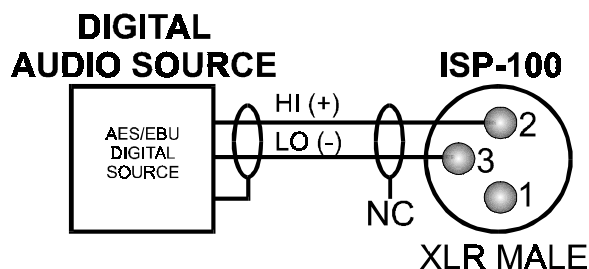 DIGITAL
AUDIO SOURCE
ISP-100
HI (+)
AES/EBU
DIGITAL
SOURCE
LO (-)
2
3
1
NC
XLR MALE